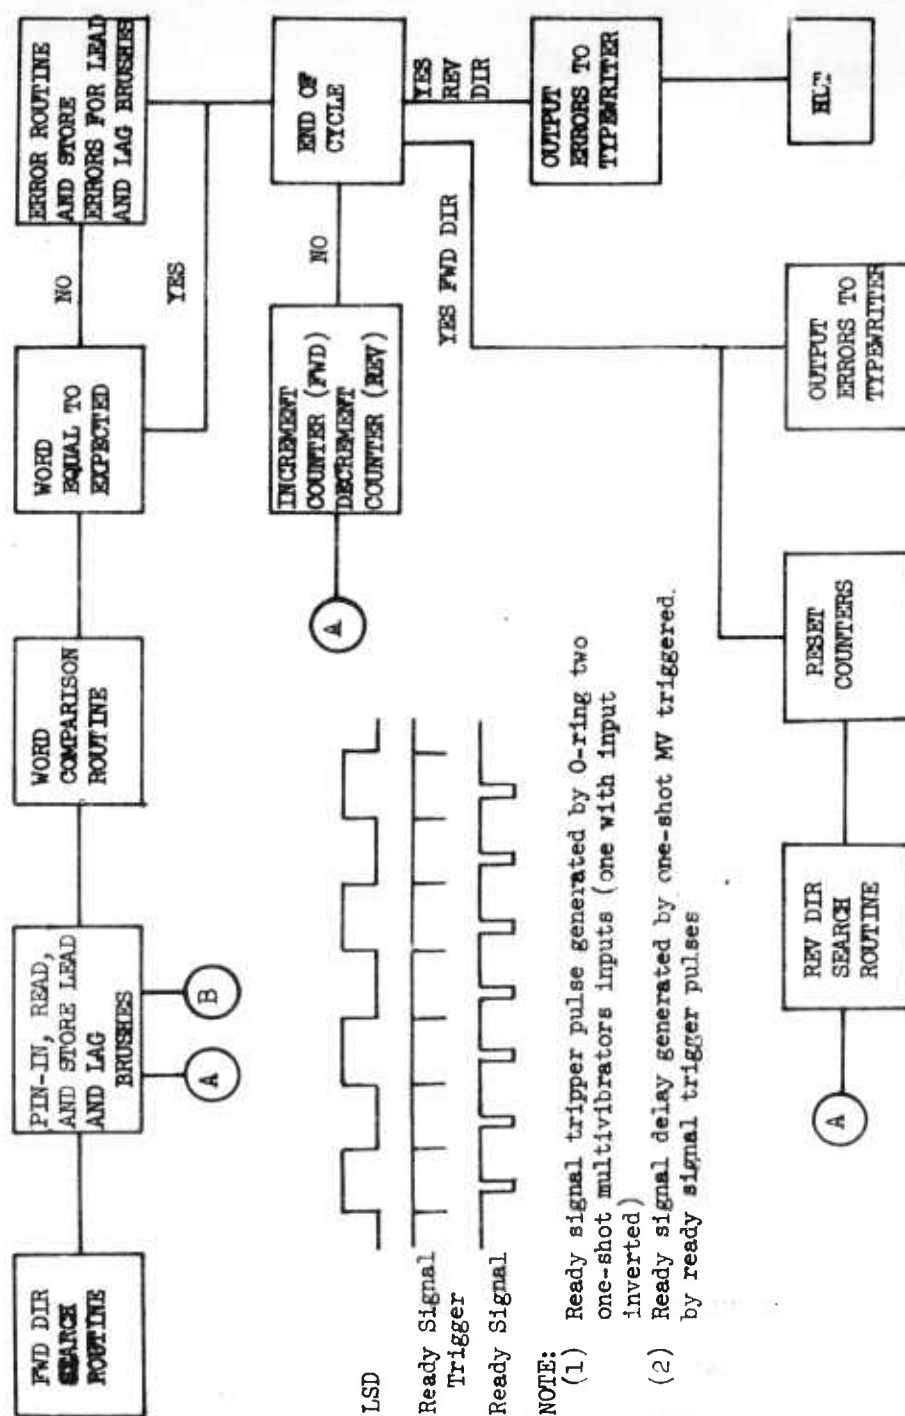 FWD DIR
SEARCH
ROUTINE
PIN-IN, READ,
AND STORE LEAD
AND LAG
BRUSHES
A
B
WORD
COMPARISON
ROUTINE
WORD
EQUAL TO
EXPECTED
NO
YES
ERROR ROUTINE
AND STORE
ERRORS FOR LEAD
AND LAG BRUSHES
A
INCREMENT
COUNTER (FWD)
DECREMENT
COUNTER (REV)
NO
END OF
CYCLE
YES
REV
DIR
YES FWD DIR
OUTPUT
ERRORS TO
TYPEWRITER
HLT
LSD
Ready Signal
Trigger
Ready Signal
NOTE:
(1) Ready signal tripper pulse generated by O-ring two
one-shot multivibrators inputs (one with input
inverted)
(2) Ready signal delay generated by one-shot MV triggered.
by ready signal trigger pulses
A
REV DIR
SEARCH
ROUTINE
RESET
COUNTERS
OUTPUT
ERRORS TO
TYPEWRITER